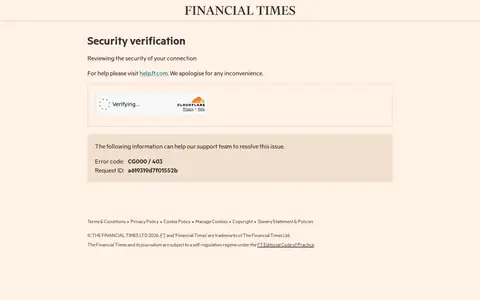 FINANCIAL TIMES
Security verification
Reviewing the security of your connection
For help please visit help.ft.com. We apologise for any inconvenience.
Verifying...
CLOUDFLARE
Privacy • Help
The following information can help our support team to resolve this issue.
Error code: CG000 / 403
Request ID: a6f9319d7f01552b
Terms & Conditions • Privacy Policy • Cookie Policy • Manage Cookies • Copyright • Slavery Statement & Policies
© THE FINANCIAL TIMES LTD 2026. FT and 'Financial Times' are trademarks of The Financial Times Ltd.
The Financial Times and its journalism are subject to a self-regulation regime under the FT Editorial Code of Practice.